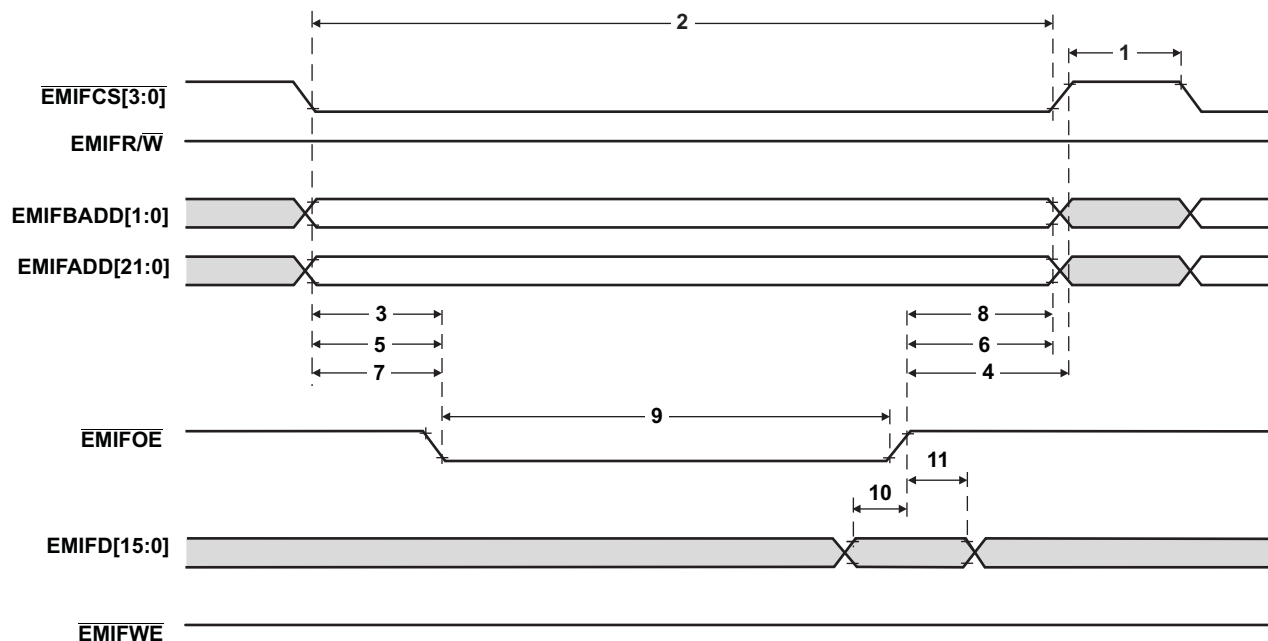 2
1
EMIFCS[3:0]
EMIFR/W
EMIFBADD[1:0]
EMIFADD[21:0]
3
8
5
6
7
4
9
EMIFOE
11
10
EMIFD[15:0]
EMIFWE